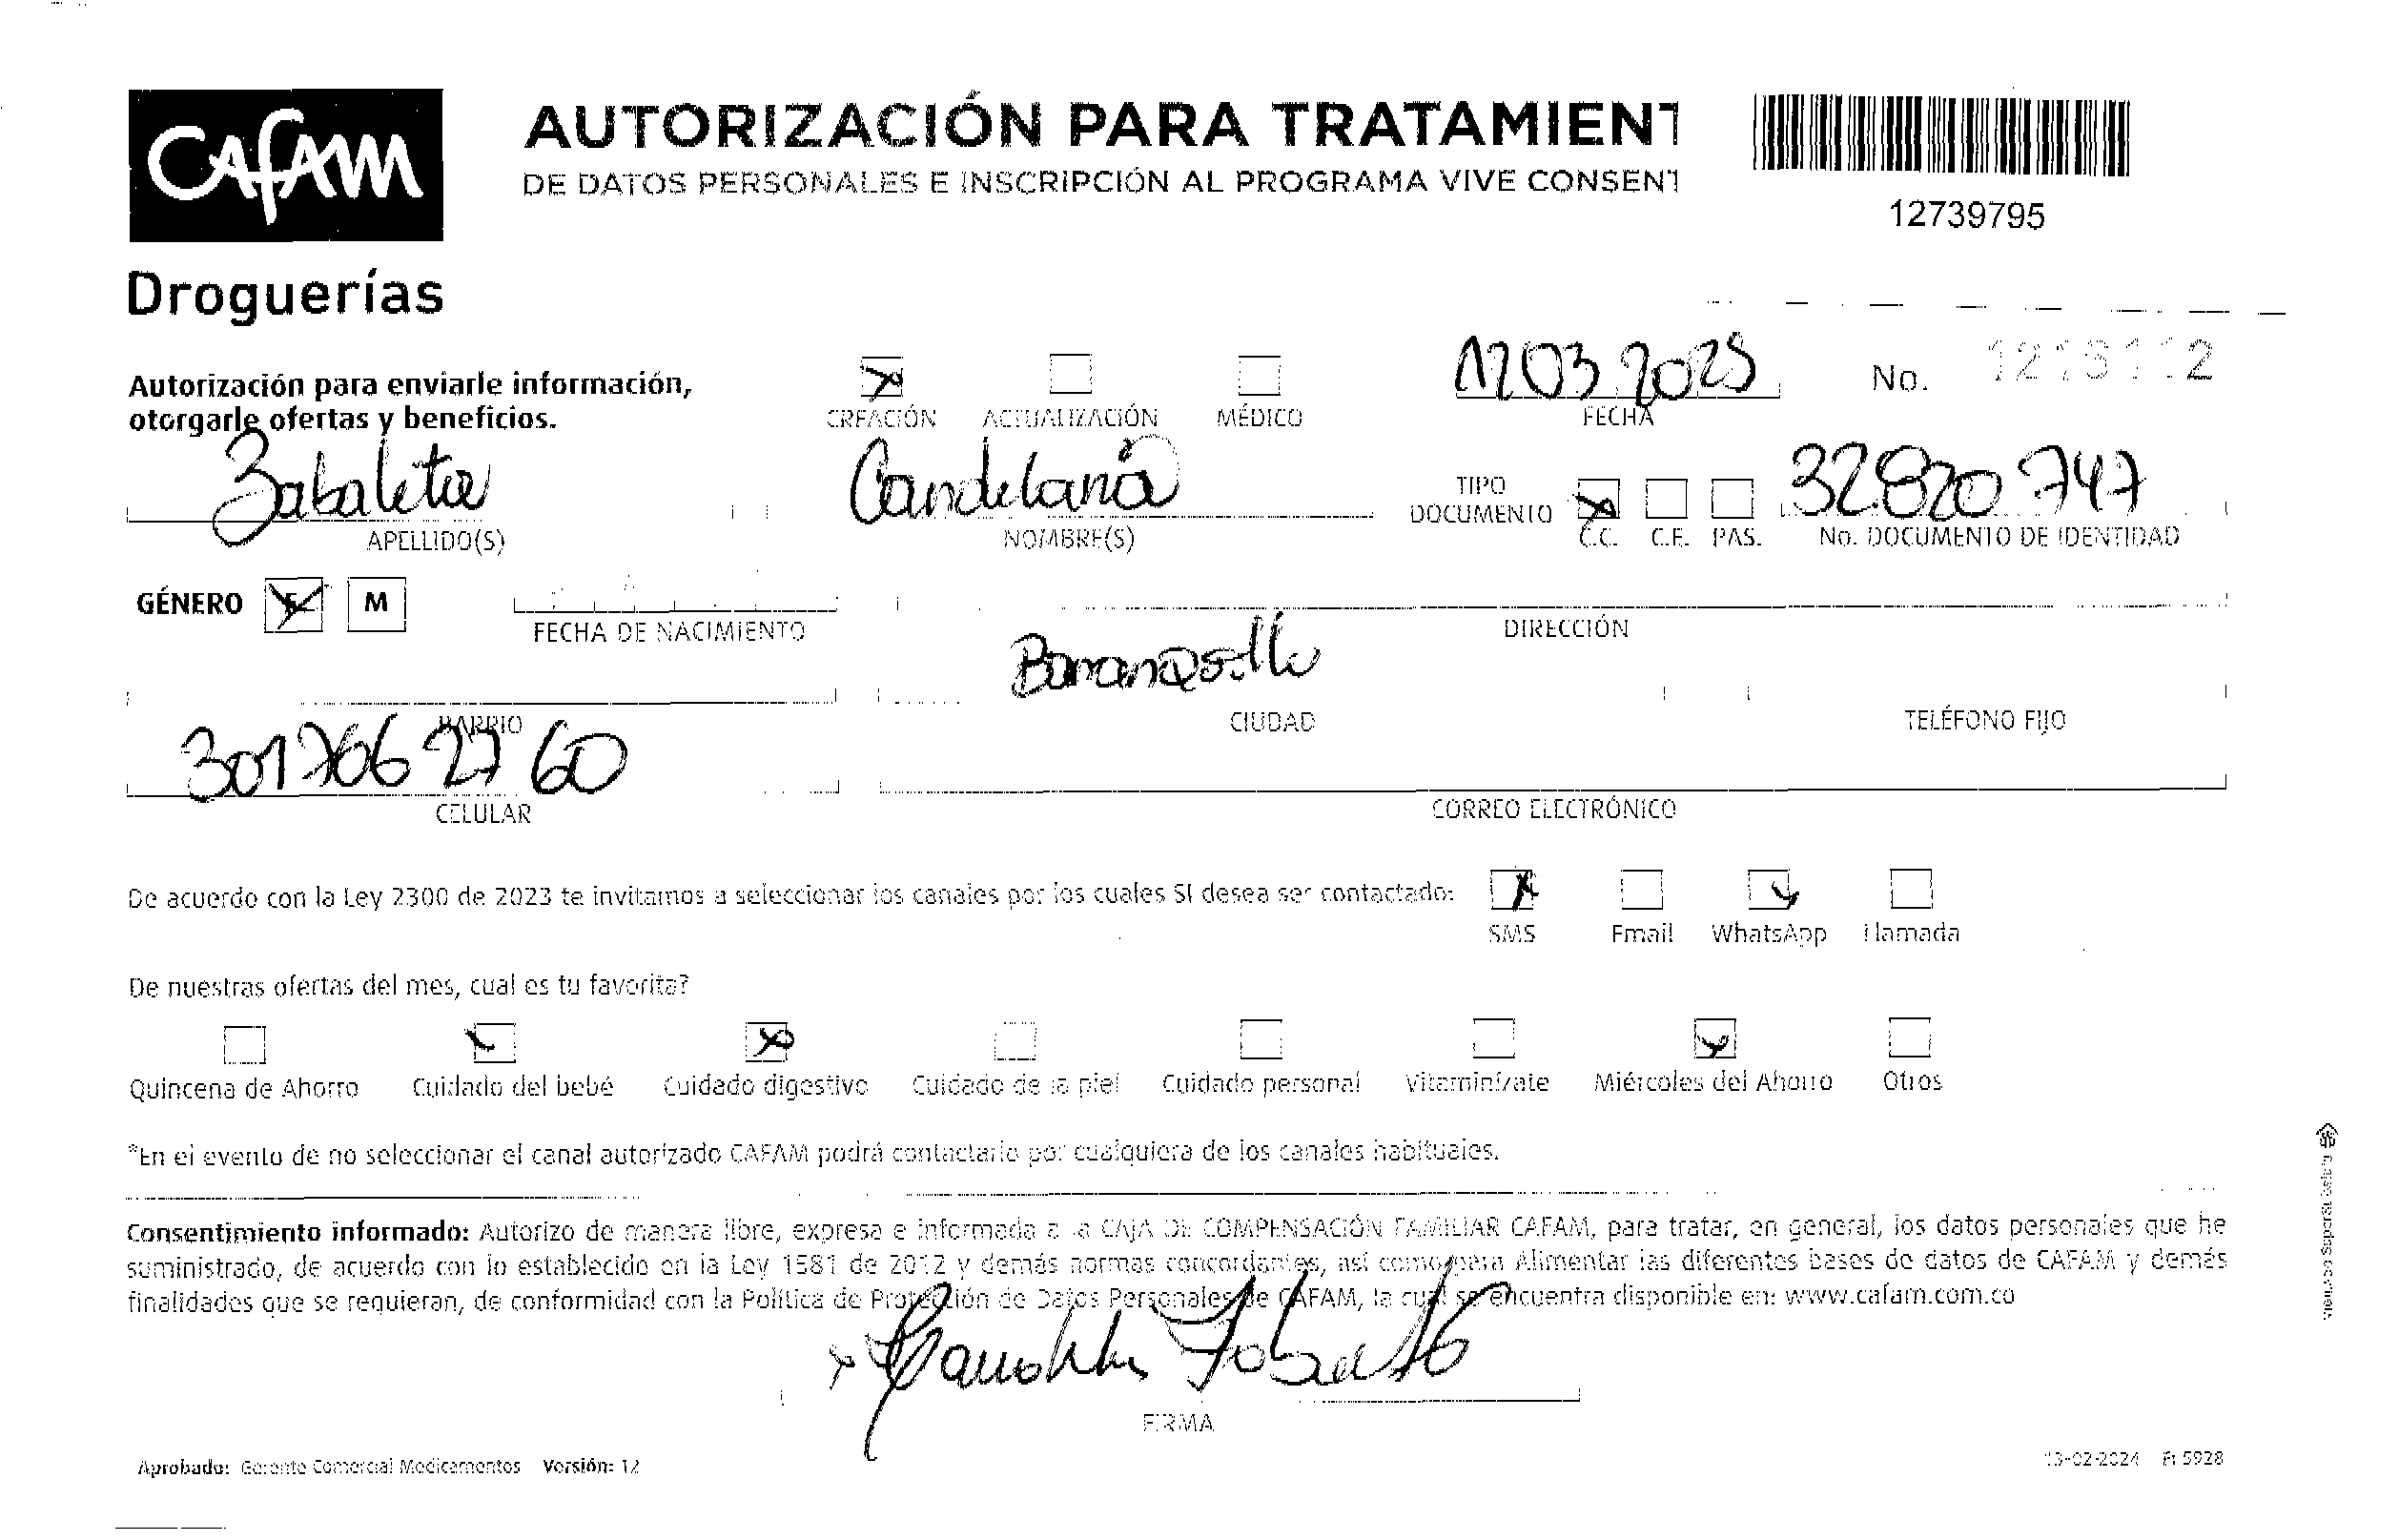 CAFAM
Droguerías
AUTORIZACIÓN PARA TRATAMIENT
DE DATOS PERSONALES E INSCRIPCIÓN AL PROGRAMA VIVE CONSENT
12739795
Autorización para enviarle información,
otorgarle ofertas y beneficios.
CREACIÓN ACTUALIZACIÓN MÉDICO
12 03 2025
FECHA
No.
Zabaleta Candelaria
32820747
APELLIDO(S) NOMBRE(S)
TIPO
DOCUMENTO
C.C. C.E. PAS. No. DOCUMENTO DE IDENTIDAD
GÉNERO F M
FECHA DE NACIMIENTO DIRECCIÓN
Barranquilla
BARRIO CIUDAD TELÉFONO FIJO
301766 27 60
CELULAR CORREO ELECTRÓNICO
De acuerdo con la Ley 2300 de 2023 te invitamos a seleccionar los canales por los cuales SI desea ser contactado:
SMS Email WhatsApp Llamada
De nuestras ofertas del mes, cual es tu favorita?
Quincena de Ahorro Cuidado del bebé Cuidado digestivo Cuidado de la piel Cuidado personal Vitaminízate Miércoles del Ahorro Otros
*En el evento de no seleccionar el canal autorizado CAFAM podrá contactarlo por cualquiera de los canales habituales.
Consentimiento informado: Autorizo de manera libre, expresa e informada a la CAJA DE COMPENSACIÓN FAMILIAR CAFAM, para tratar, en general, los datos personales que he
suministrado, de acuerdo con lo establecido en la Ley 1581 de 2012 y demás normas concordantes, así como para Alimentar las diferentes bases de datos de CAFAM y demás
finalidades que se requieran, de conformidad con la Política de Protección de Datos Personales de CAFAM, la cual se encuentra disponible en: www.cafam.com.co
FIRMA
Aprobado: Gerente Comercial Medicamentos Versión: 12
13-02-2024 Ft 5928